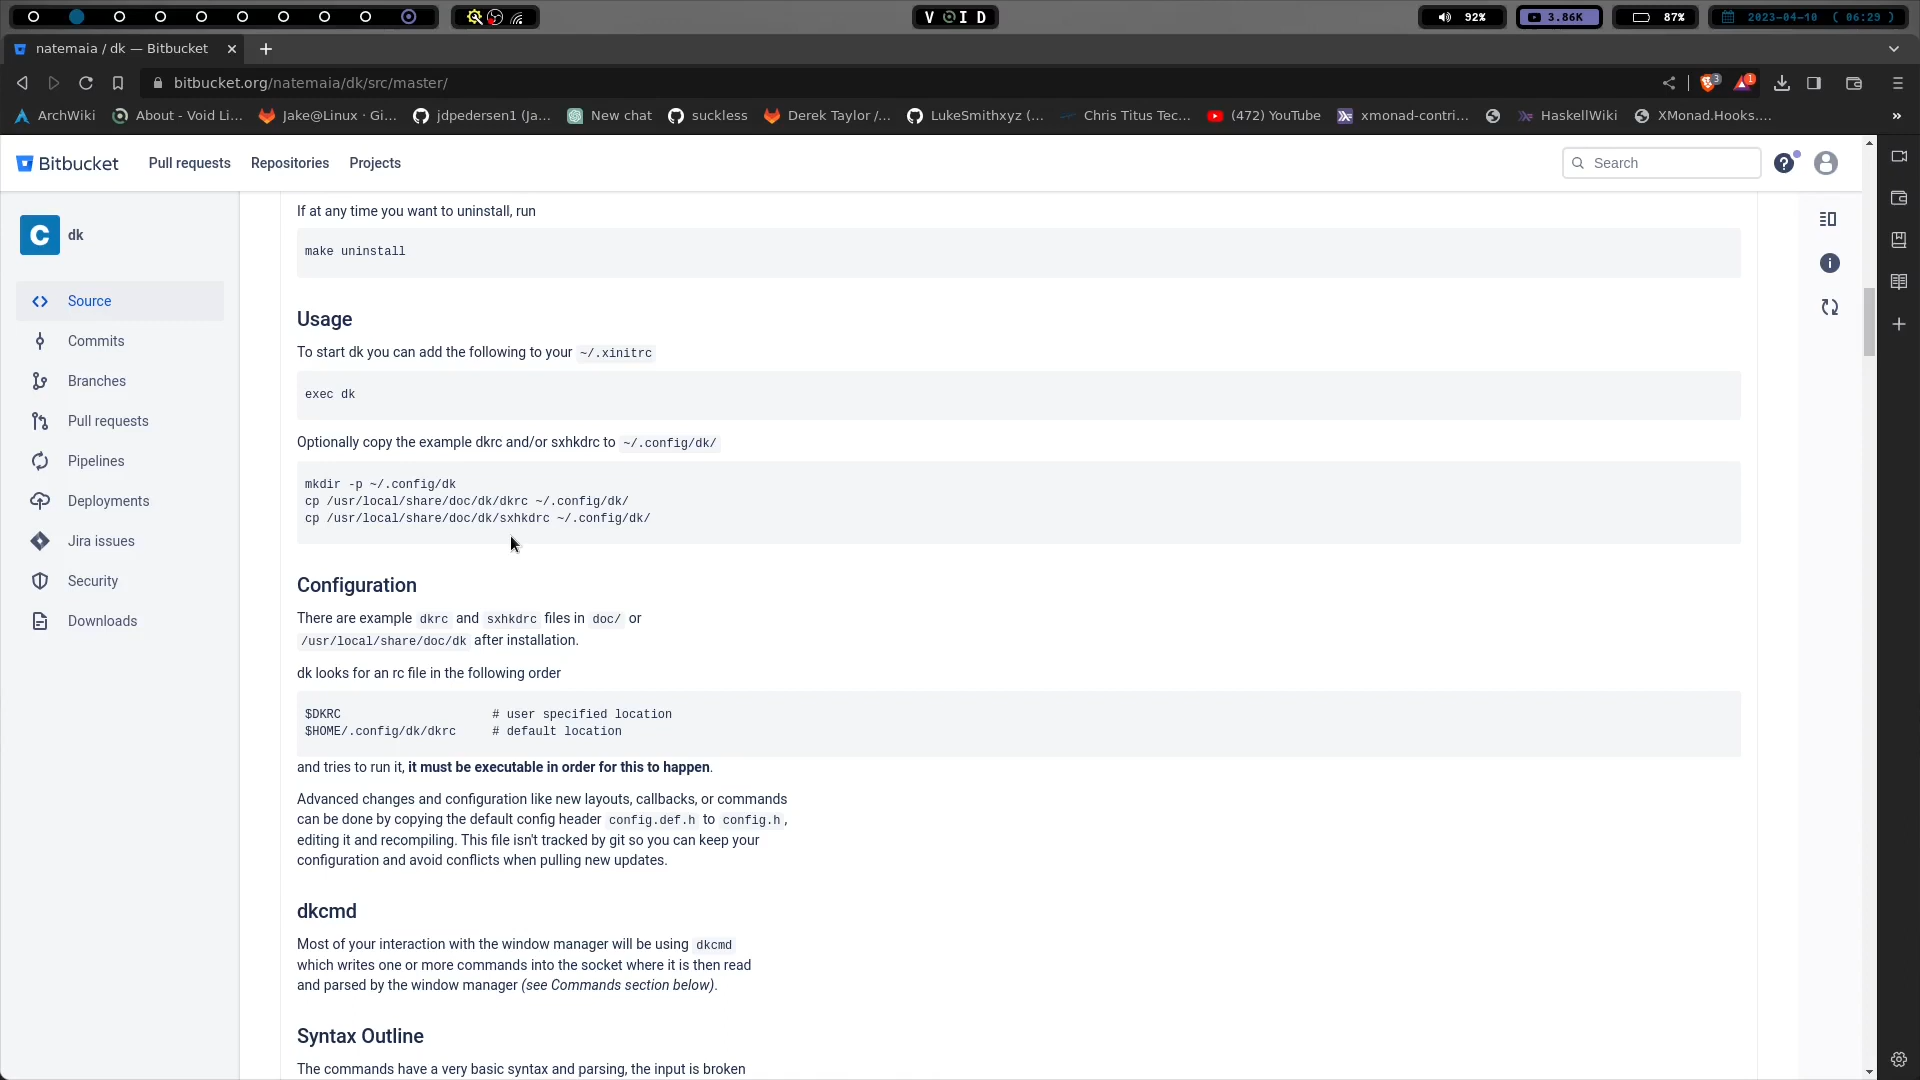 V I D
92%
3.86K
87%
2023-04-10 ( 06:29 )
natemaia / dk — Bitbucket
bitbucket.org/natemaia/dk/src/master/
3
1
ArchWiki
About - Void Li...
Jake@Linux · Gi...
jdpedersen1 (Ja...
New chat
suckless
Derek Taylor /...
LukeSmithxyz (...
Chris Titus Tec...
(472) YouTube
xmonad-contri...
HaskellWiki
XMonad.Hooks....
»
Bitbucket
Pull requests
Repositories
Projects
Search
C dk
Source
Commits
Branches
Pull requests
Pipelines
Deployments
Jira issues
Security
Downloads
If at any time you want to uninstall, run
make uninstall
Usage
To start dk you can add the following to your ~/.xinitrc
exec dk
Optionally copy the example dkrc and/or sxhkdrc to ~/.config/dk/
mkdir -p ~/.config/dk
cp /usr/local/share/doc/dk/dkrc ~/.config/dk/
cp /usr/local/share/doc/dk/sxhkdrc ~/.config/dk/
Configuration
There are example dkrc and sxhkdrc files in doc/ or
/usr/local/share/doc/dk after installation.
dk looks for an rc file in the following order
$DKRC # user specified location
$HOME/.config/dk/dkrc # default location
and tries to run it, it must be executable in order for this to happen.
Advanced changes and configuration like new layouts, callbacks, or commands
can be done by copying the default config header config.def.h to config.h,
editing it and recompiling. This file isn't tracked by git so you can keep your
configuration and avoid conflicts when pulling new updates.
dkcmd
Most of your interaction with the window manager will be using dkcmd
which writes one or more commands into the socket where it is then read
and parsed by the window manager (see Commands section below).
Syntax Outline
The commands have a very basic syntax and parsing, the input is broken